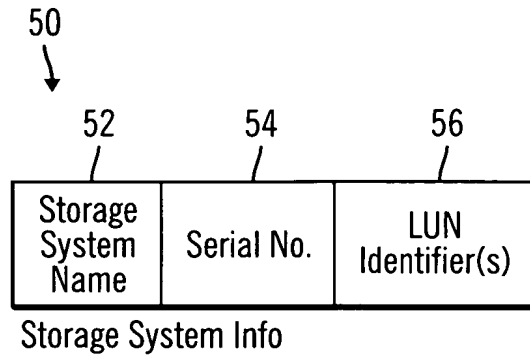 50
52 54 56
Storage System Name
Serial No.
LUN Identifier(s)
Storage System Info